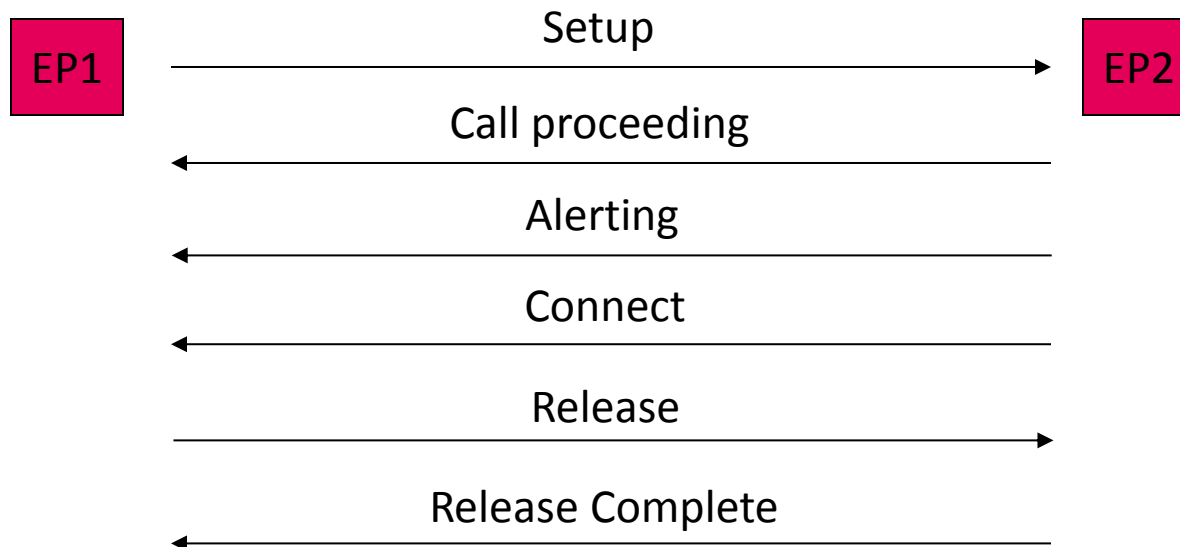 Setup
EP1
EP2
Call proceeding
Alerting
Connect
Release
Release Complete